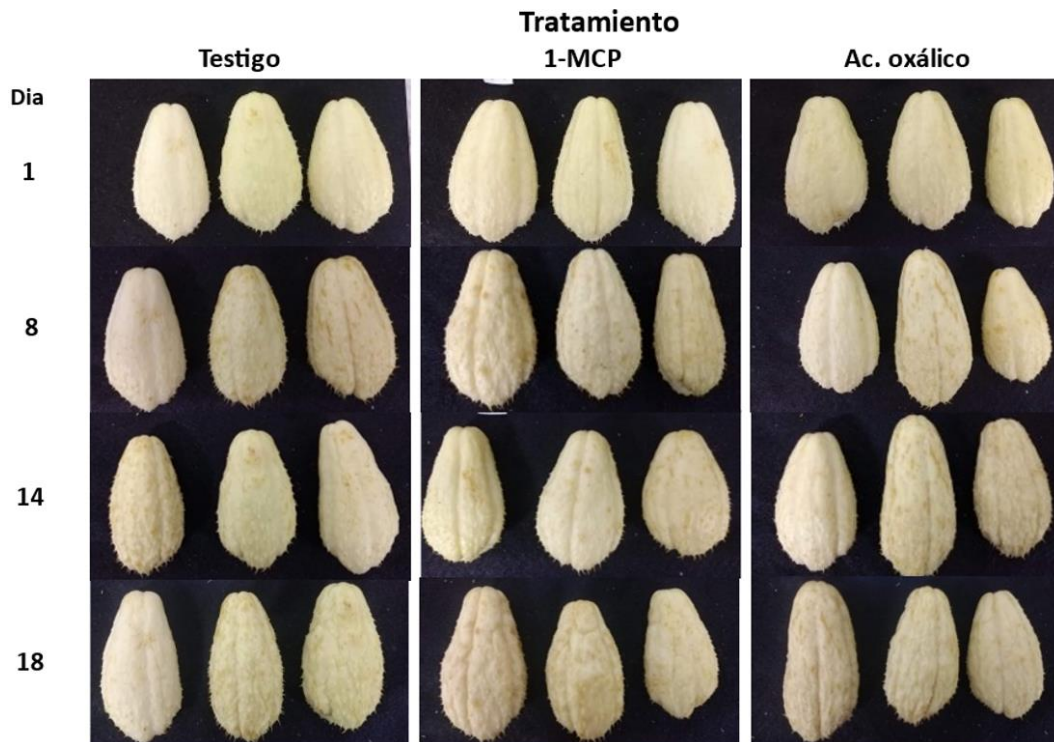 Tratamiento
Testigo
1-MCP
Ac. oxálico
Dia
1
8
14
18